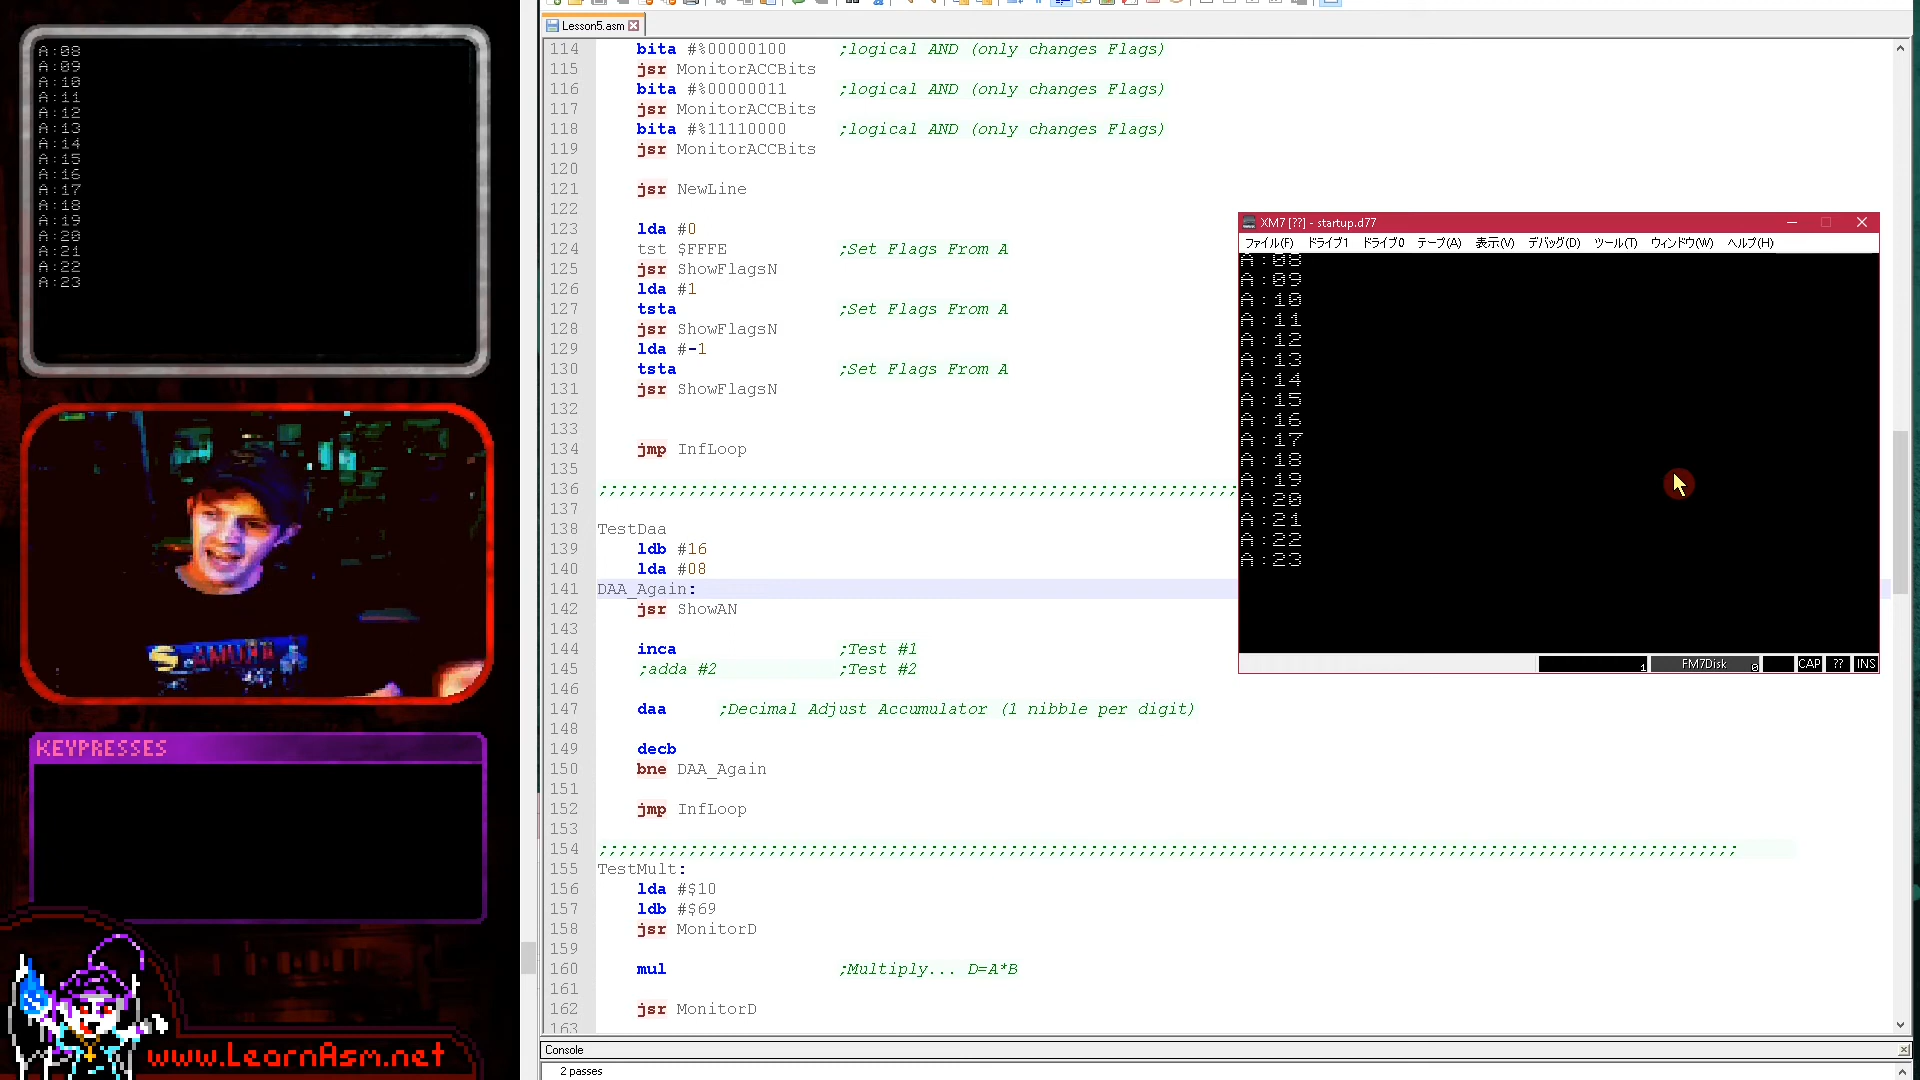 A:08
A:09
A:10
A:11
A:12
A:13
A:14
A:15
A:16
A:17
A:18
A:19
A:20
A:21
A:22
A:23
KEYPRESSES
www.LearnAsm.net
Lesson5.asm
114 bita #%00000100 ;logical AND (only changes Flags)
115 jsr MonitorACCBits
116 bita #%00000011 ;logical AND (only changes Flags)
117 jsr MonitorACCBits
118 bita #%11110000 ;logical AND (only changes Flags)
119 jsr MonitorACCBits
120
121 jsr NewLine
122
123 lda #0
124 tst $FFFE ;Set Flags From A
125 jsr ShowFlagsN
126 lda #1
127 tsta ;Set Flags From A
128 jsr ShowFlagsN
129 lda #-1
130 tsta ;Set Flags From A
131 jsr ShowFlagsN
132
133
134 jmp InfLoop
135
136 ;;;;;;;;;;;;;;;;;;;;;;;;;;;;;;;;;;;;;;;;;;;;;;;;;;;;;;;;;;;;;;;;
137
138 TestDaa
139 ldb #16
140 lda #08
141 DAA_Again:
142 jsr ShowAN
143
144 inca ;Test #1
145 ;adda #2 ;Test #2
146
147 daa ;Decimal Adjust Accumulator (1 nibble per digit)
148
149 decb
150 bne DAA_Again
151
152 jmp InfLoop
153
154 ;;;;;;;;;;;;;;;;;;;;;;;;;;;;;;;;;;;;;;;;;;;;;;;;;;;;;;;;;;;;;;;;;;;;;;;;;;;;;;;;;;;;;;;;;;;;;;;;;;;;;;;;;;;;;;;;;;
155 TestMult:
156 lda #$10
157 ldb #$69
158 jsr MonitorD
159
160 mul ;Multiply... D=A*B
161
162 jsr MonitorD
163
XM7 [??] - startup.d77
ファイル(F) ドライブ1 ドライブ0 テープ(A) 表示(V) デバッグ(D) ツール(T) ウィンドウ(W) ヘルプ(H)
A:08
A:09
A:10
A:11
A:12
A:13
A:14
A:15
A:16
A:17
A:18
A:19
A:20
A:21
A:22
A:23
1 FM7Disk 0 CAP ?? INS
Console
2 passes